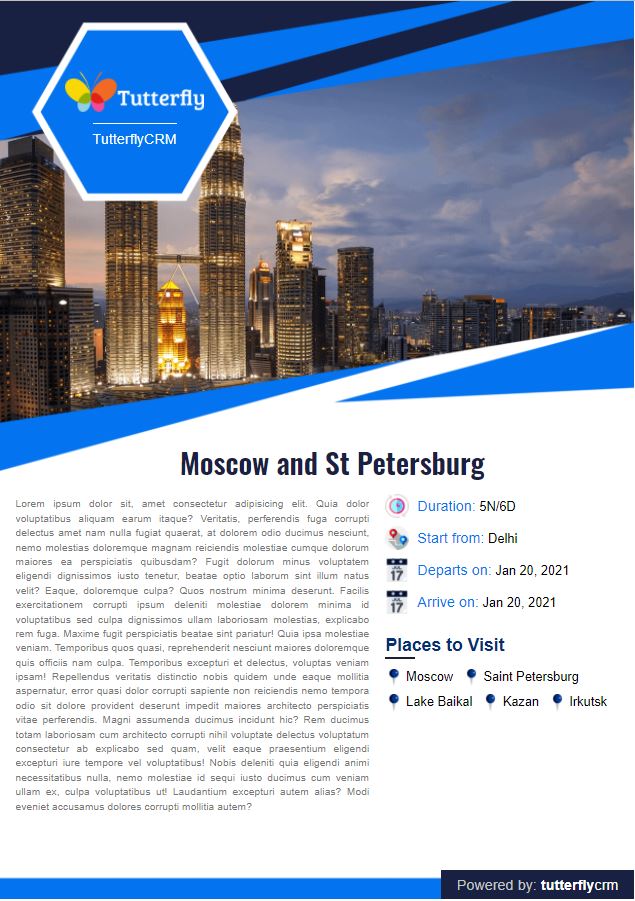 Tutterfly
TutterflyCRM
Moscow and St Petersburg
Lorem ipsum dolor sit, amet consectetur adipisicing elit. Quia dolor
voluptatibus aliquam earum itaque? Veritatis, perferendis fuga corrupti
delectus amet nam nulla fugiat quaerat, at dolorem odio ducimus nesciunt,
nemo molestias doloremque magnam reiciendis molestiae cumque dolorum
maiores ea perspiciatis quibusdam? Fugit dolorum minus voluptatem
eligendi dignissimos iusto tenetur, beatae optio laborum sint illum natus
velit? Eaque, doloremque culpa? Quos nostrum minima deserunt. Facilis
exercitationem corrupti ipsum deleniti molestiae dolorem minima id
voluptatibus sed culpa dignissimos ullam laboriosam molestias, explicabo
rem fuga. Maxime fugit perspiciatis beatae sint pariatur! Quia ipsa molestiae
veniam. Temporibus quos quasi, reprehenderit nesciunt maiores doloremque
quis officiis nam culpa. Temporibus excepturi et delectus, voluptas veniam
ipsam! Repellendus veritatis distinctio nobis quidem unde eaque mollitia
aspernatur, error quasi dolor corrupti sapiente non reiciendis nemo tempora
odio sit dolore provident deserunt impedit maiores architecto perspiciatis
vitae perferendis. Magni assumenda ducimus incidunt hic? Rem ducimus
totam laboriosam cum architecto corrupti nihil voluptate delectus voluptatum
consectetur ab explicabo sed quam, velit eaque praesentium eligendi
excepturi iure tempore vel voluptatibus! Nobis deleniti quia eligendi animi
necessitatibus nulla, nemo molestiae id sequi iusto ducimus cum veniam
ullam ex, culpa voluptatibus ut! Laudantium excepturi autem alias? Modi
eveniet accusamus dolores corrupti mollitia autem?
Duration: 5N/6D
Start from: Delhi
17
Departs on: Jan 20, 2021
17
Arrive on: Jan 20, 2021
Places to Visit
Moscow Saint Petersburg
Lake Baikal Kazan Irkutsk
Powered by: tutterflycrm